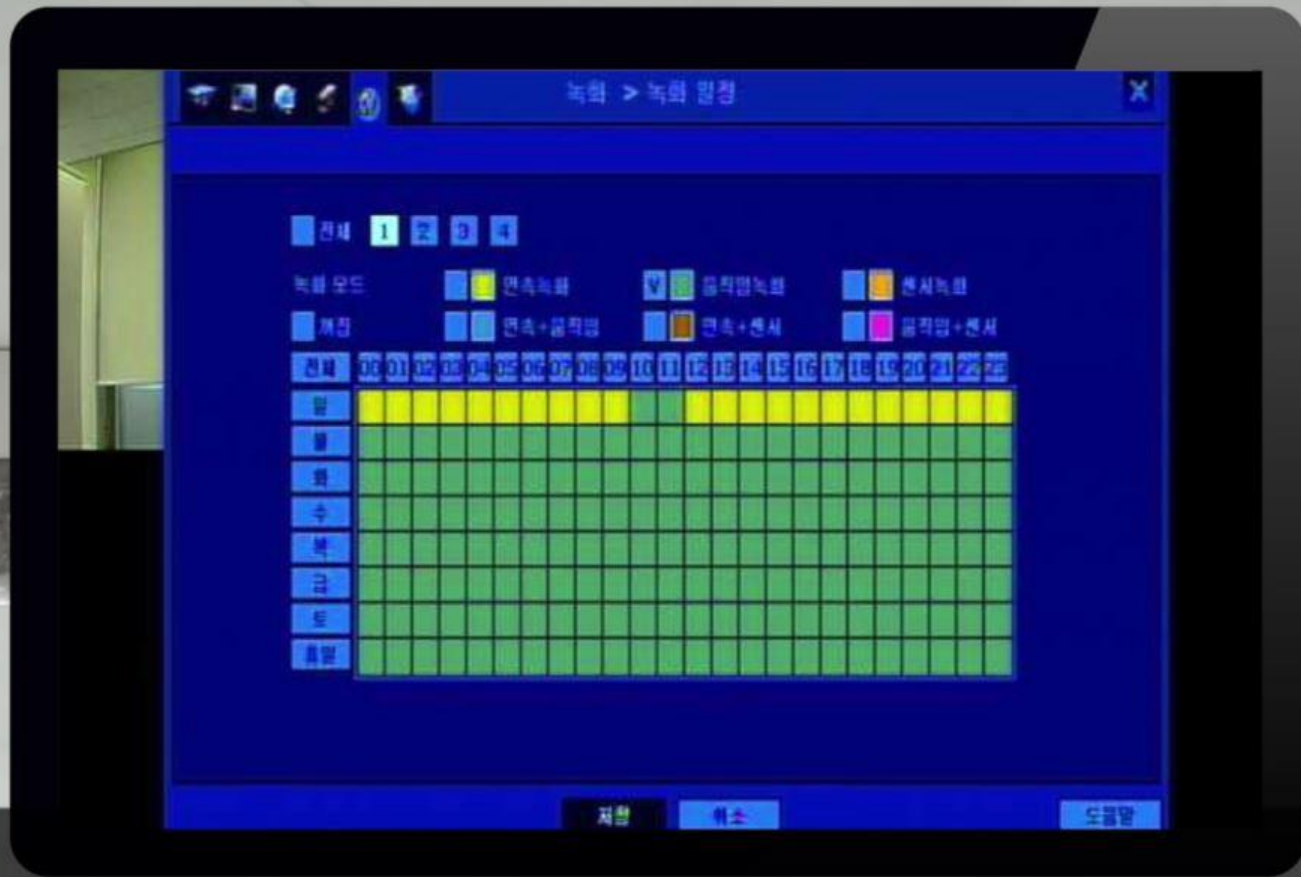 녹화 > 녹화 일정
X
전체 1 2 3 4
녹화 모드 연속녹화 V 움직임녹화 센서녹화
꺼짐 연속+움직임 연속+센서 움직임+센서
전체 00 01 02 03 04 05 06 07 08 09 10 11 12 13 14 15 16 17 18 19 20 21 22 23
일
월
화
수
목
금
토
휴일
저장 취소 도움말